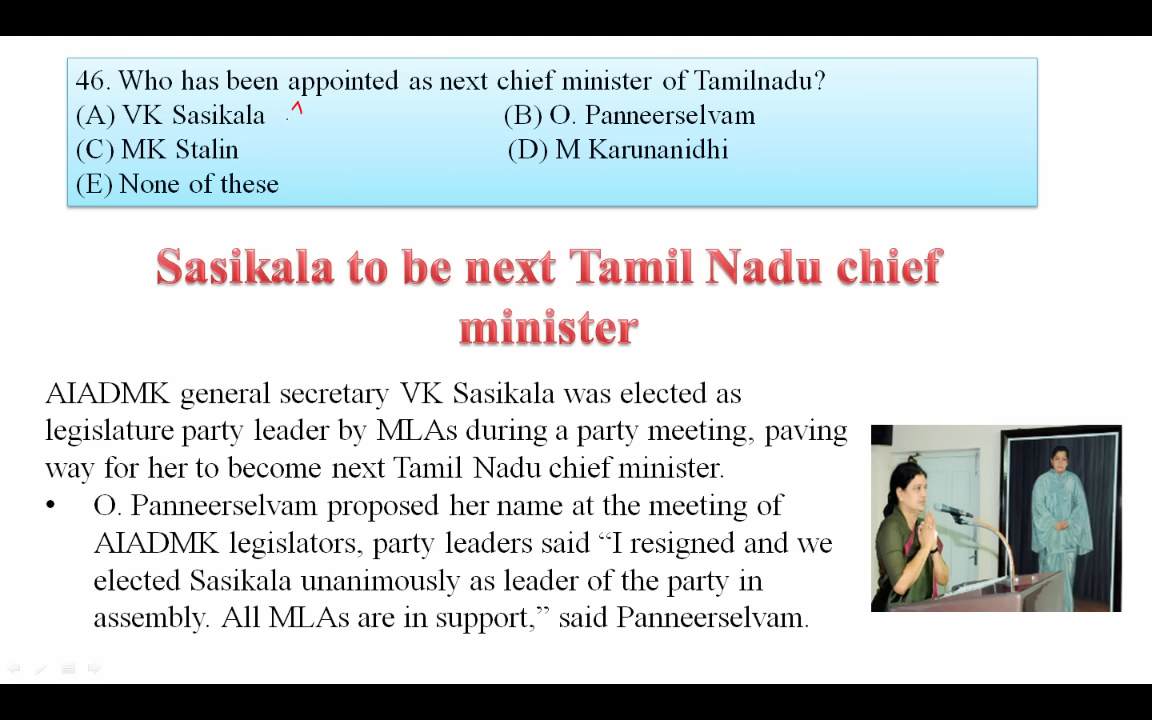 46. Who has been appointed as next chief minister of Tamilnadu?
(A) VK Sasikala (B) O. Panneerselvam
(C) MK Stalin (D) M Karunanidhi
(E) None of these
Sasikala to be next Tamil Nadu chief
minister
AIADMK general secretary VK Sasikala was elected as
legislature party leader by MLAs during a party meeting, paving
way for her to become next Tamil Nadu chief minister.
• O. Panneerselvam proposed her name at the meeting of
AIADMK legislators, party leaders said “I resigned and we
elected Sasikala unanimously as leader of the party in
assembly. All MLAs are in support,” said Panneerselvam.